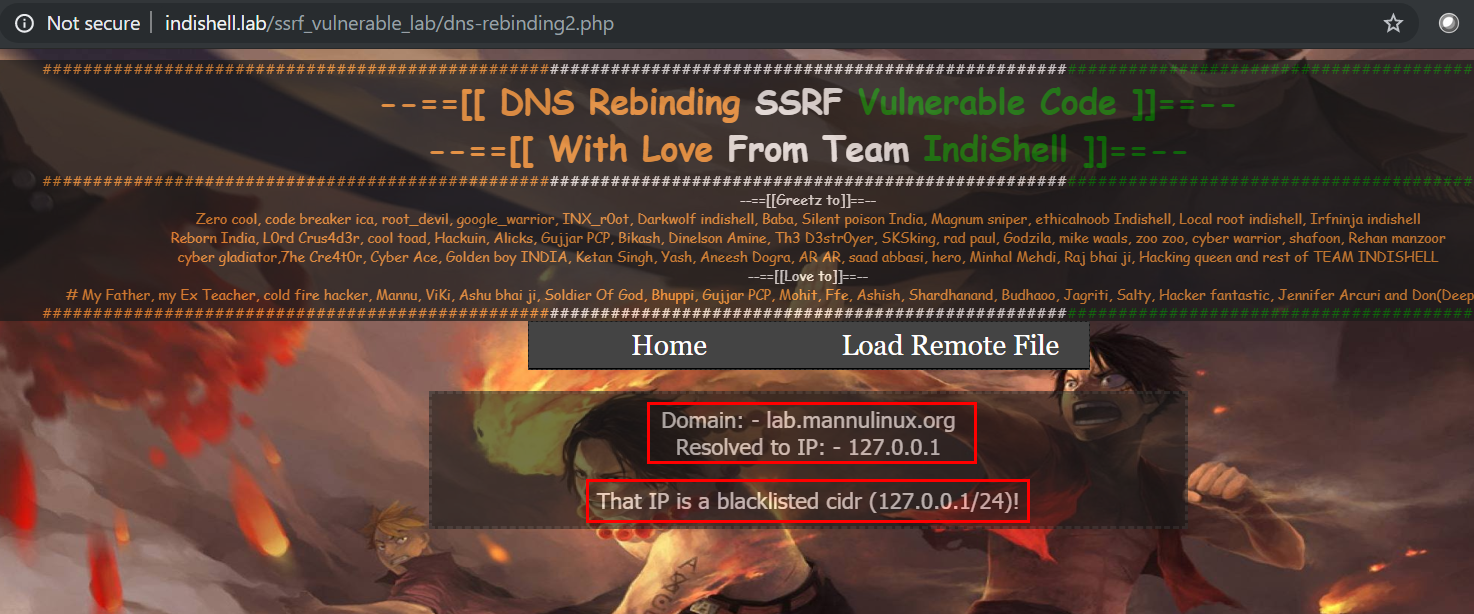 Not secure | indishell.lab/ssrf_vulnerable_lab/dns-rebinding2.php
####################################################################################################################################################
--==[[ DNS Rebinding SSRF Vulnerable Code ]]==--
--==[[ With Love From Team IndiShell ]]==--
####################################################################################################################################################
--==[[Greetz to]]==--
Zero cool, code breaker ica, root_devil, google_warrior, INX_r0ot, Darkwolf indishell, Baba, Silent poison India, Magnum sniper, ethicalnoob Indishell, Local root indishell, Irfninja indishell
Reborn India, L0rd Crus4d3r, cool toad, Hackuin, Alicks, Gujjar PCP, Bikash, Dinelson Amine, Th3 D3str0yer, SKSking, rad paul, Godzila, mike waals, zoo zoo, cyber warrior, shafoon, Rehan manzoor
cyber gladiator,7he Cre4t0r, Cyber Ace, Golden boy INDIA, Ketan Singh, Yash, Aneesh Dogra, AR AR, saad abbasi, hero, Minhal Mehdi, Raj bhai ji, Hacking queen and rest of TEAM INDISHELL
--==[[Love to]]==--
# My Father, my Ex Teacher, cold fire hacker, Mannu, ViKi, Ashu bhai ji, Soldier Of God, Bhuppi, Gujjar PCP, Mohit, Ffe, Ashish, Shardhanand, Budhaoo, Jagriti, Salty, Hacker fantastic, Jennifer Arcuri and Don(Deep
####################################################################################################################################################
Home Load Remote File
Domain: - lab.mannulinux.org
Resolved to IP: - 127.0.0.1
That IP is a blacklisted cidr (127.0.0.1/24)!